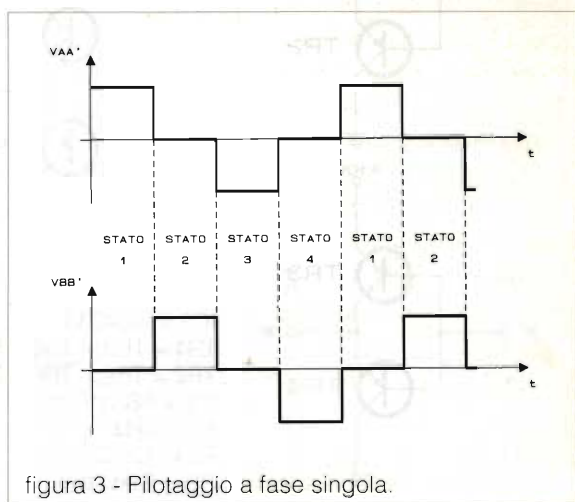 VAA'
t
STATO STATO STATO STATO STATO STATO
1 2 3 4 1 2
VBB'
t
figura 3 - Pilotaggio a fase singola.